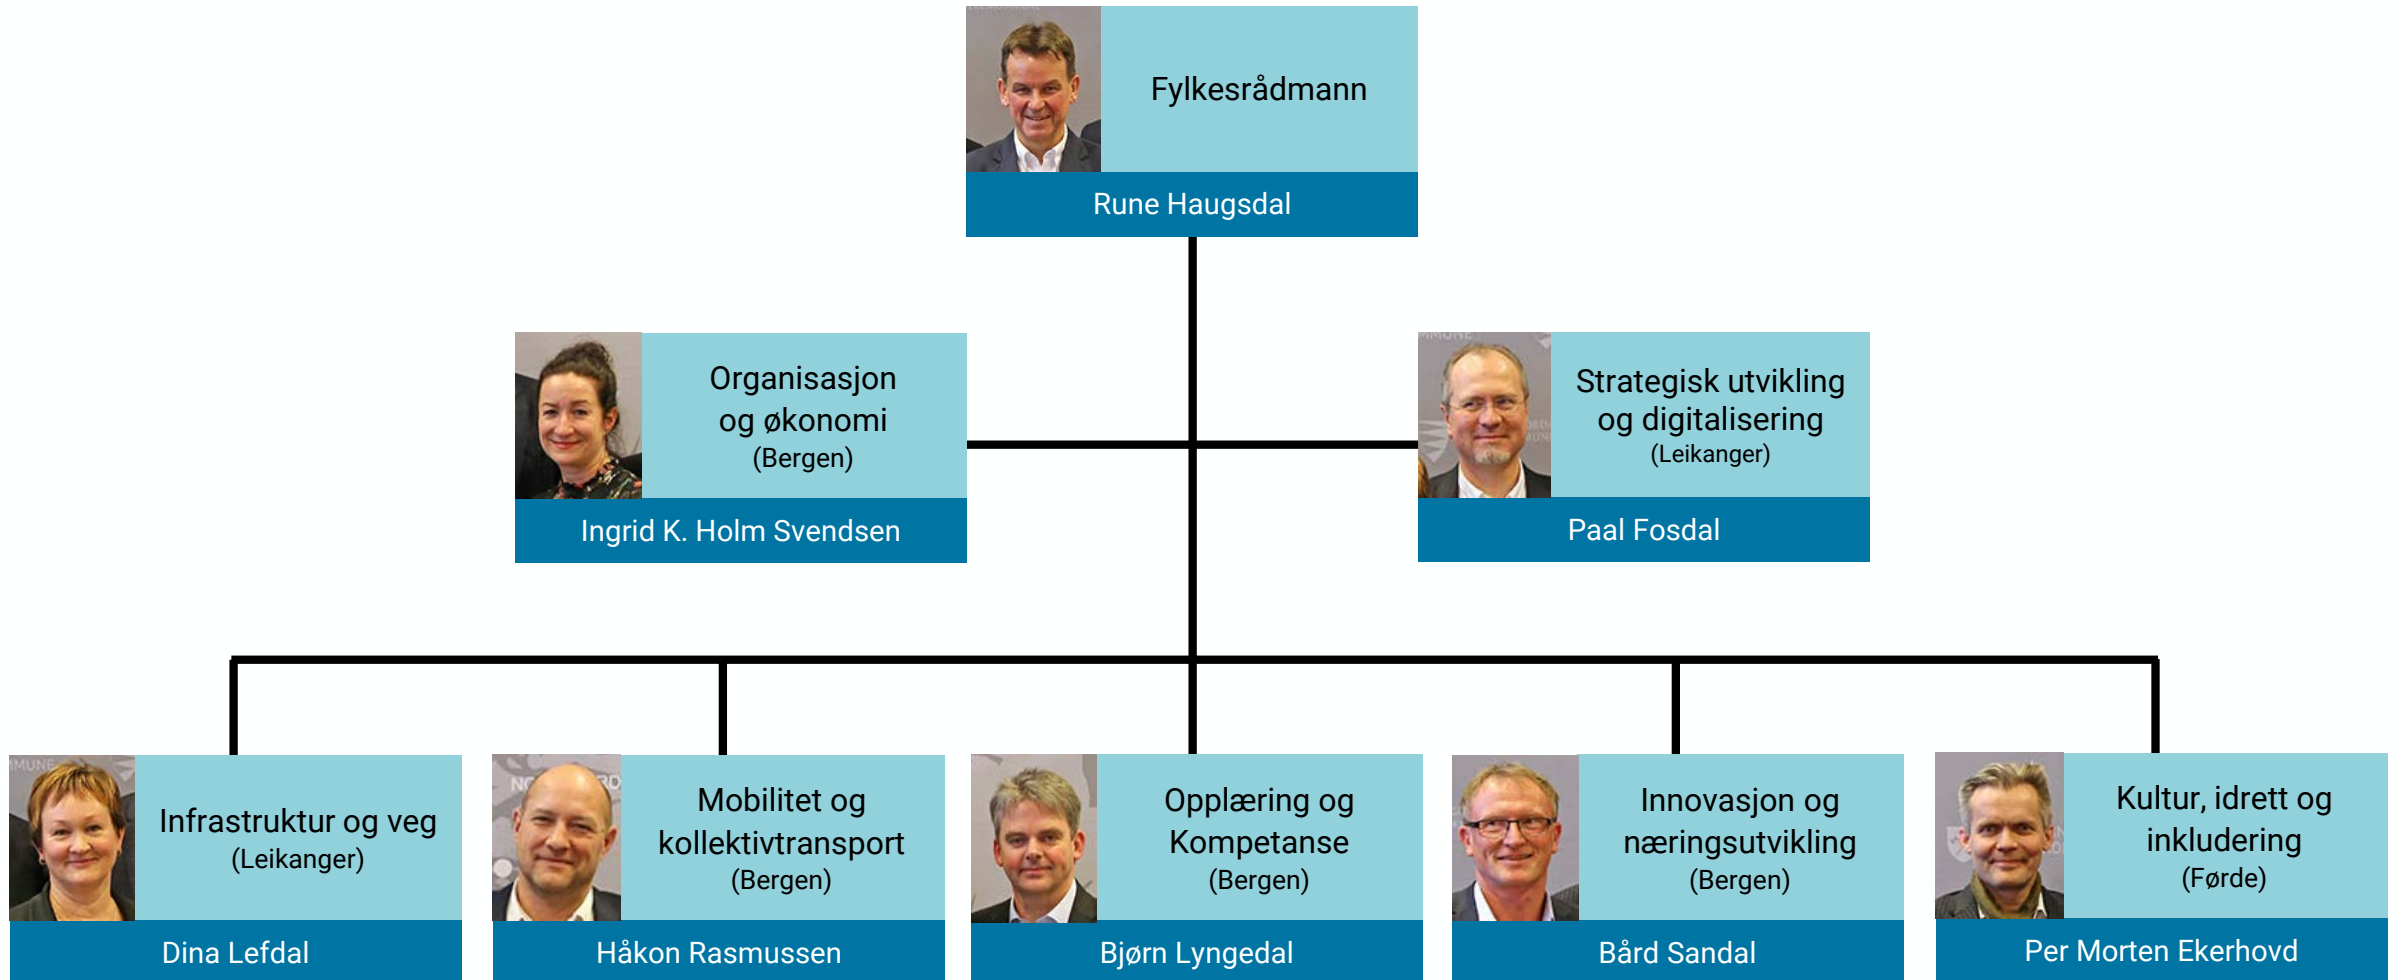 Fylkesrådmann
Rune Haugsdal
Organisasjon
og økonomi
(Bergen)
Ingrid K. Holm Svendsen
Strategisk utvikling
og digitalisering
(Leikanger)
Paal Fosdal
Infrastruktur og veg
(Leikanger)
Dina Lefdal
Mobilitet og
kollektivtransport
(Bergen)
Håkon Rasmussen
Opplæring og
Kompetanse
(Bergen)
Bjørn Lyngedal
Innovasjon og
næringsutvikling
(Bergen)
Bård Sandal
Kultur, idrett og
inkludering
(Førde)
Per Morten Ekerhovd